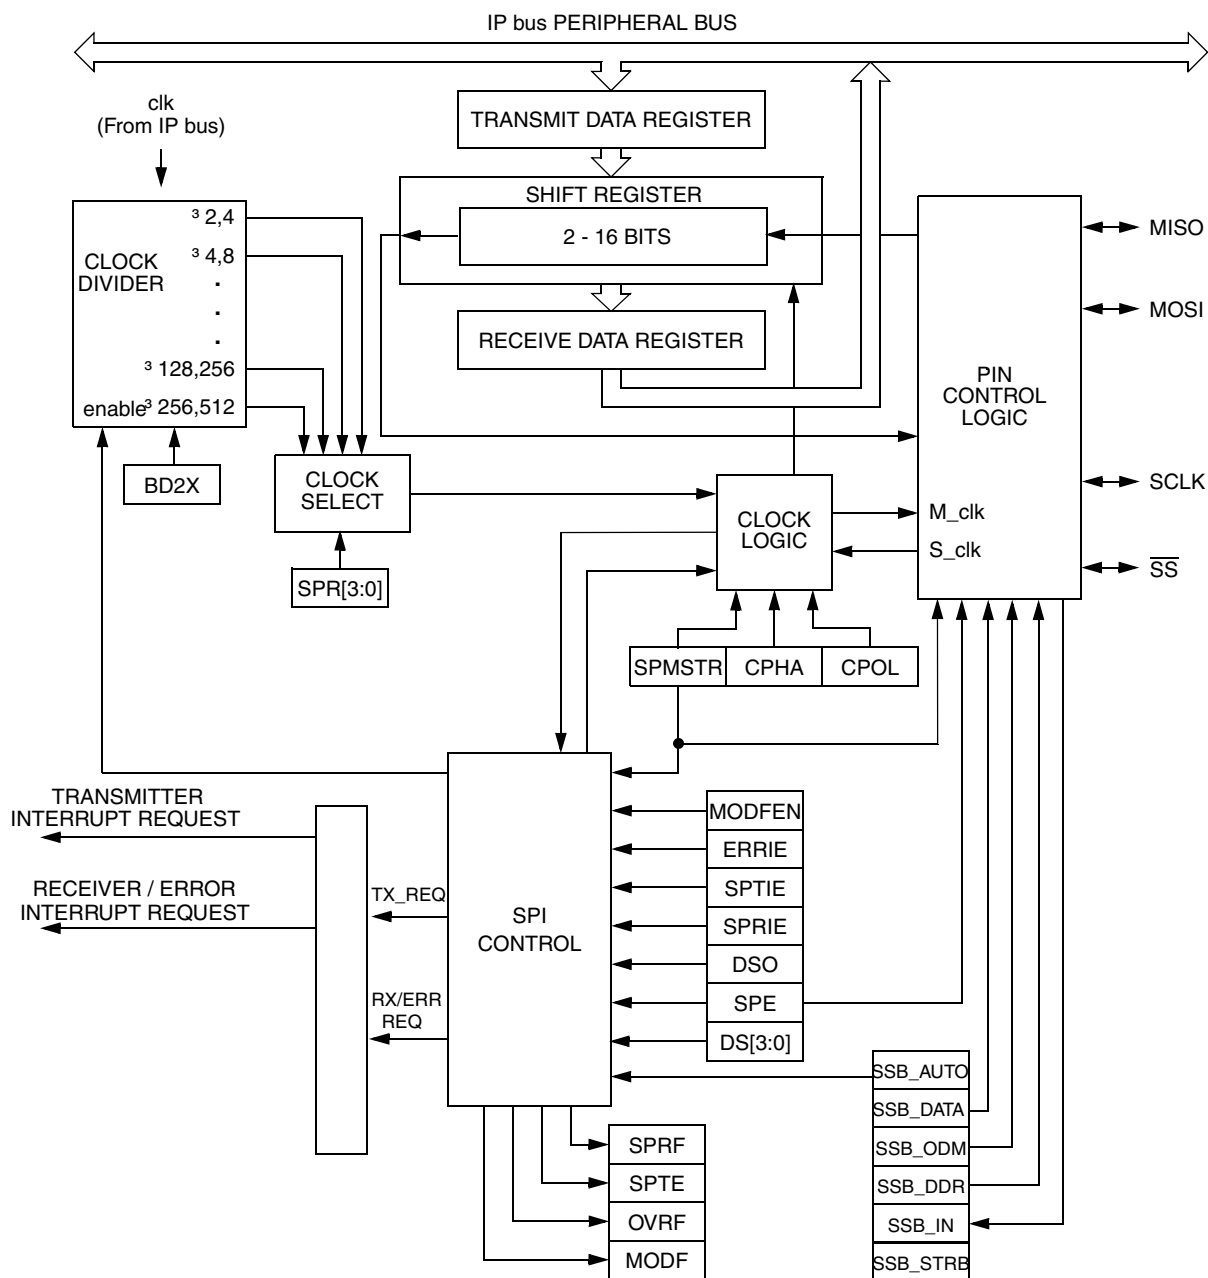 IP bus PERIPHERAL BUS
clk
(From IP bus)
TRANSMIT DATA REGISTER
SHIFT REGISTER
2 - 16 BITS
RECEIVE DATA REGISTER
CLOCK
DIVIDER
³ 2,4
³ 4,8
.
.
.
³ 128,256
enable³ 256,512
BD2X
CLOCK
SELECT
SPR[3:0]
CLOCK
LOGIC
PIN
CONTROL
LOGIC
M_clk
S_clk
MISO
MOSI
SCLK
S̅S̅
SPMSTR
CPHA
CPOL
TRANSMITTER
INTERRUPT REQUEST
RECEIVER / ERROR
INTERRUPT REQUEST
TX_REQ
RX/ERR
REQ
SPI
CONTROL
MODFEN
ERRIE
SPTIE
SPRIE
DSO
SPE
DS[3:0]
SSB_AUTO
SSB_DATA
SSB_ODM
SSB_DDR
SSB_IN
SSB_STRB
SPRF
SPTE
OVRF
MODF